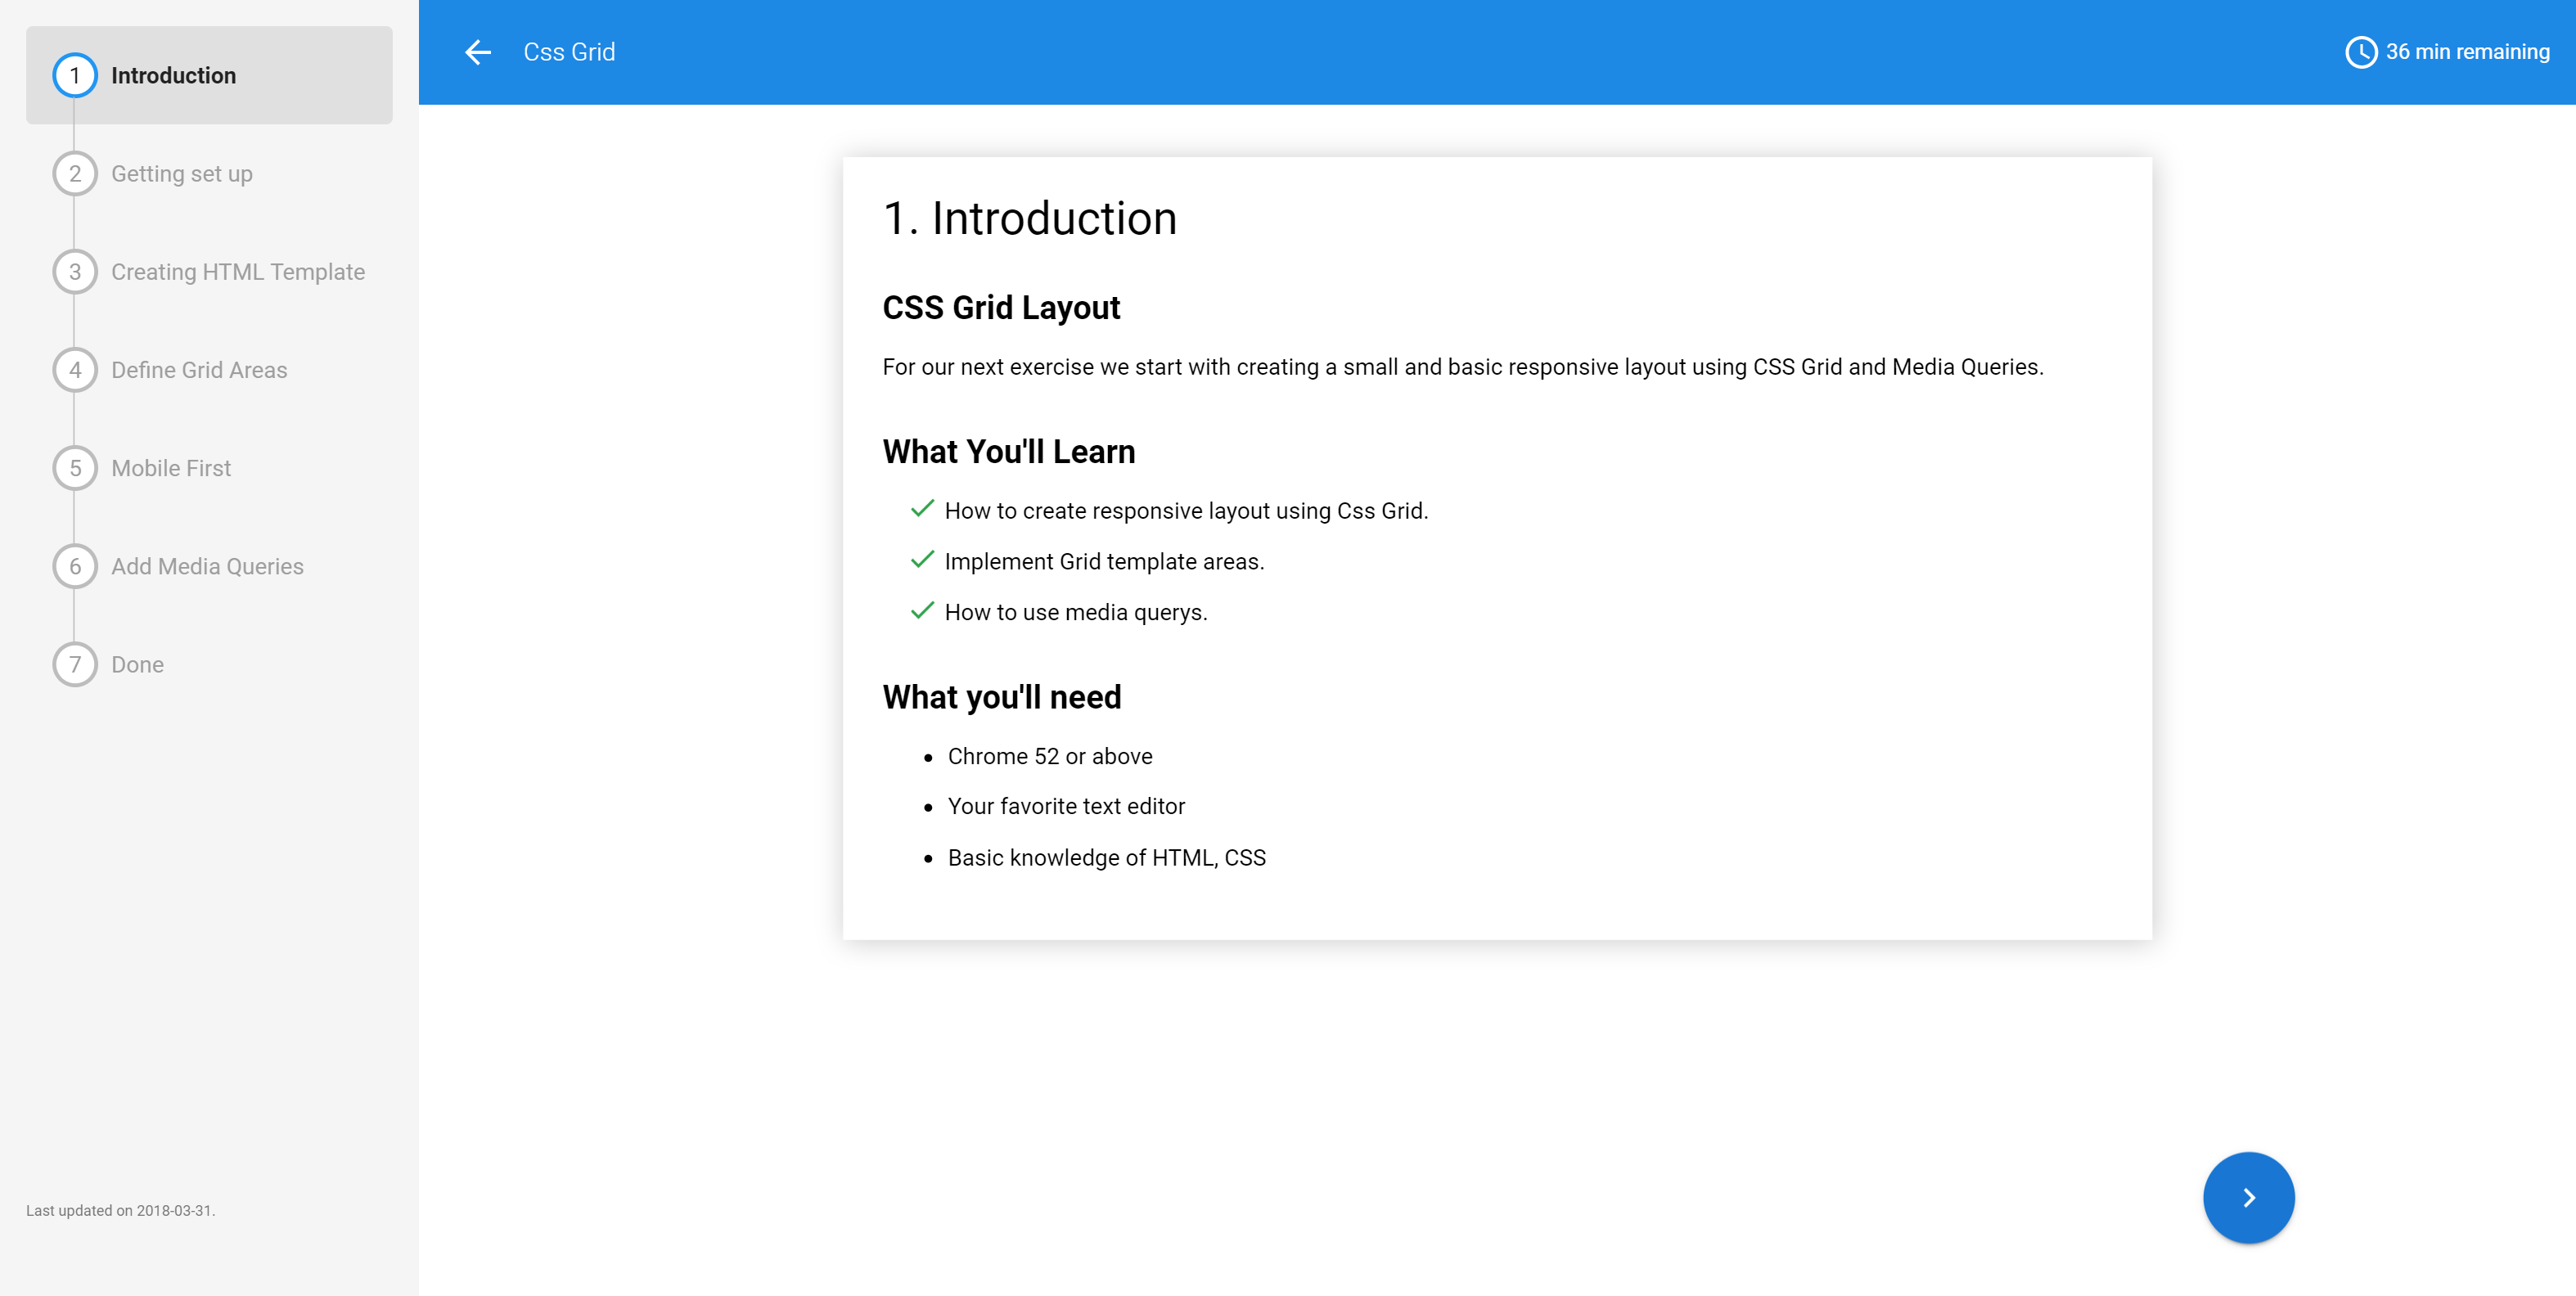 1 Introduction
2 Getting set up
3 Creating HTML Template
4 Define Grid Areas
5 Mobile First
6 Add Media Queries
7 Done
Last updated on 2018-03-31.
Css Grid
36 min remaining
1. Introduction
CSS Grid Layout
For our next exercise we start with creating a small and basic responsive layout using CSS Grid and Media Queries.
What You'll Learn
How to create responsive layout using Css Grid.
Implement Grid template areas.
How to use media querys.
What you'll need
• Chrome 52 or above
• Your favorite text editor
• Basic knowledge of HTML, CSS